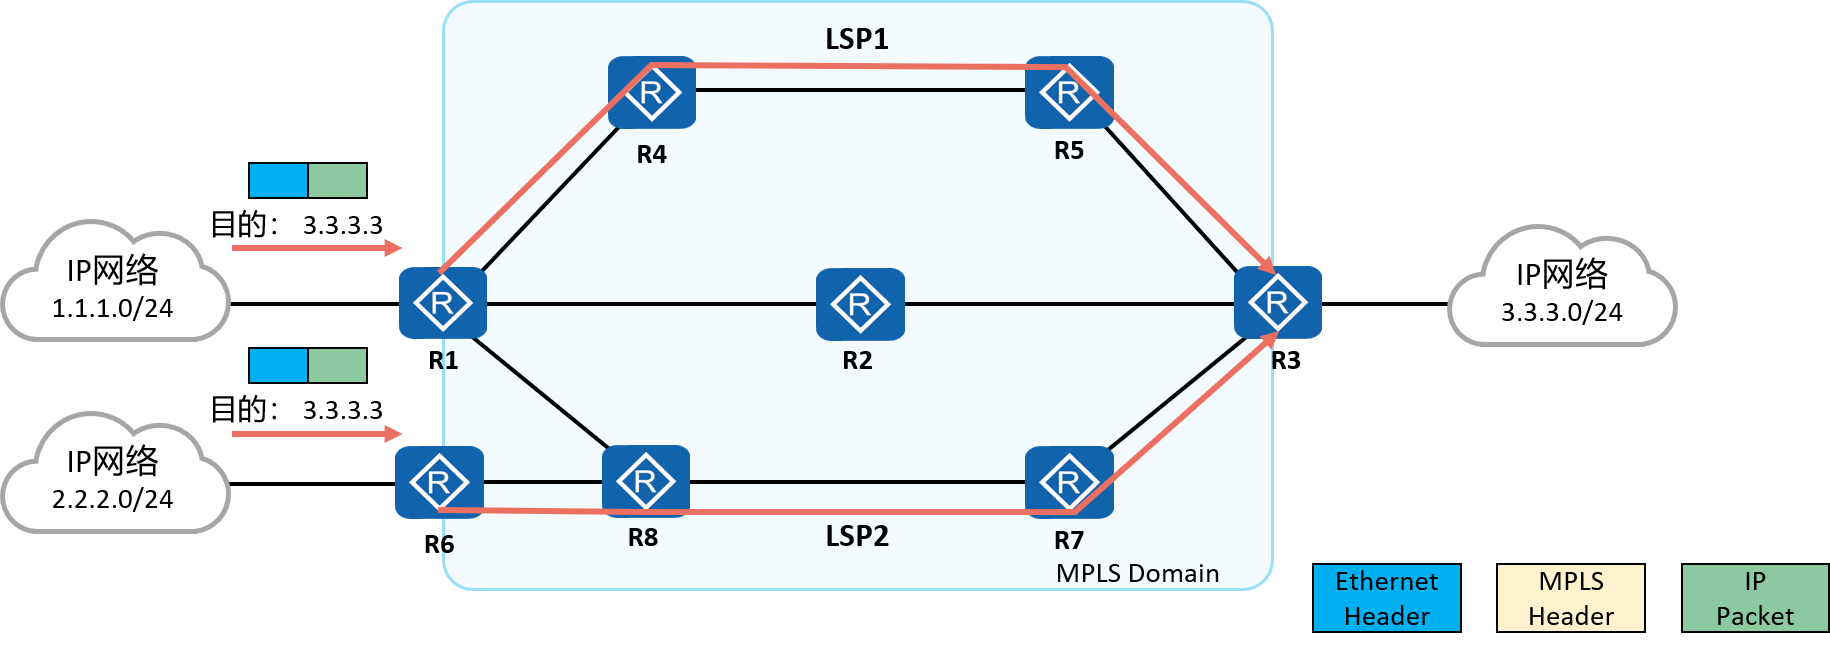 LSP1
R
R
R4
R5
目的： 3.3.3.3
IP网络
1.1.1.0/24
R
R
R
IP网络
3.3.3.0/24
R1
R2
R3
目的： 3.3.3.3
IP网络
2.2.2.0/24
R
R
R
R6
R8
LSP2
R7
MPLS Domain
Ethernet
Header
MPLS
Header
IP
Packet